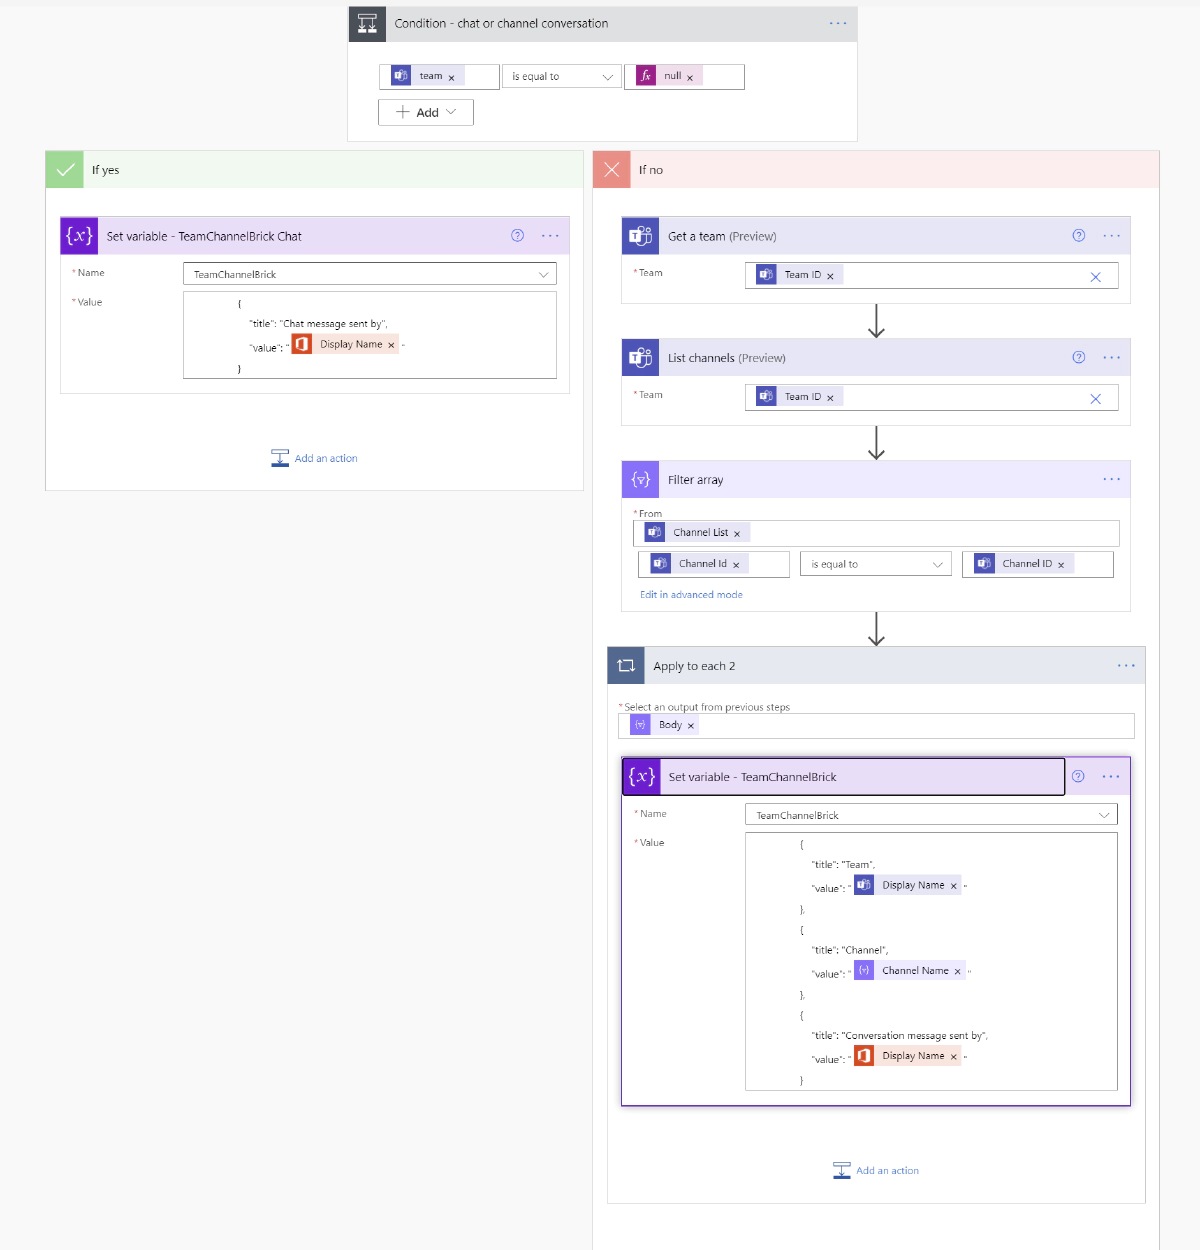 Condition - chat or channel conversation
team × is equal to fx null ×
Add
If yes
Set variable - TeamChannelBrick Chat
* Name TeamChannelBrick
* Value {
"title": "Chat message sent by",
"value": " Display Name × "
}
Add an action
If no
Get a team (Preview)
* Team Team ID ×
List channels (Preview)
* Team Team ID ×
Filter array
* From
Channel List ×
Channel Id × is equal to Channel ID ×
Edit in advanced mode
Apply to each 2
* Select an output from previous steps
Body ×
{x} Set variable - TeamChannelBrick
* Name TeamChannelBrick
* Value {
"title": "Team",
"value": " Display Name × "
},
{
"title": "Channel",
"value": " Channel Name × "
},
{
"title": "Conversation message sent by",
"value": " Display Name × "
}
Add an action